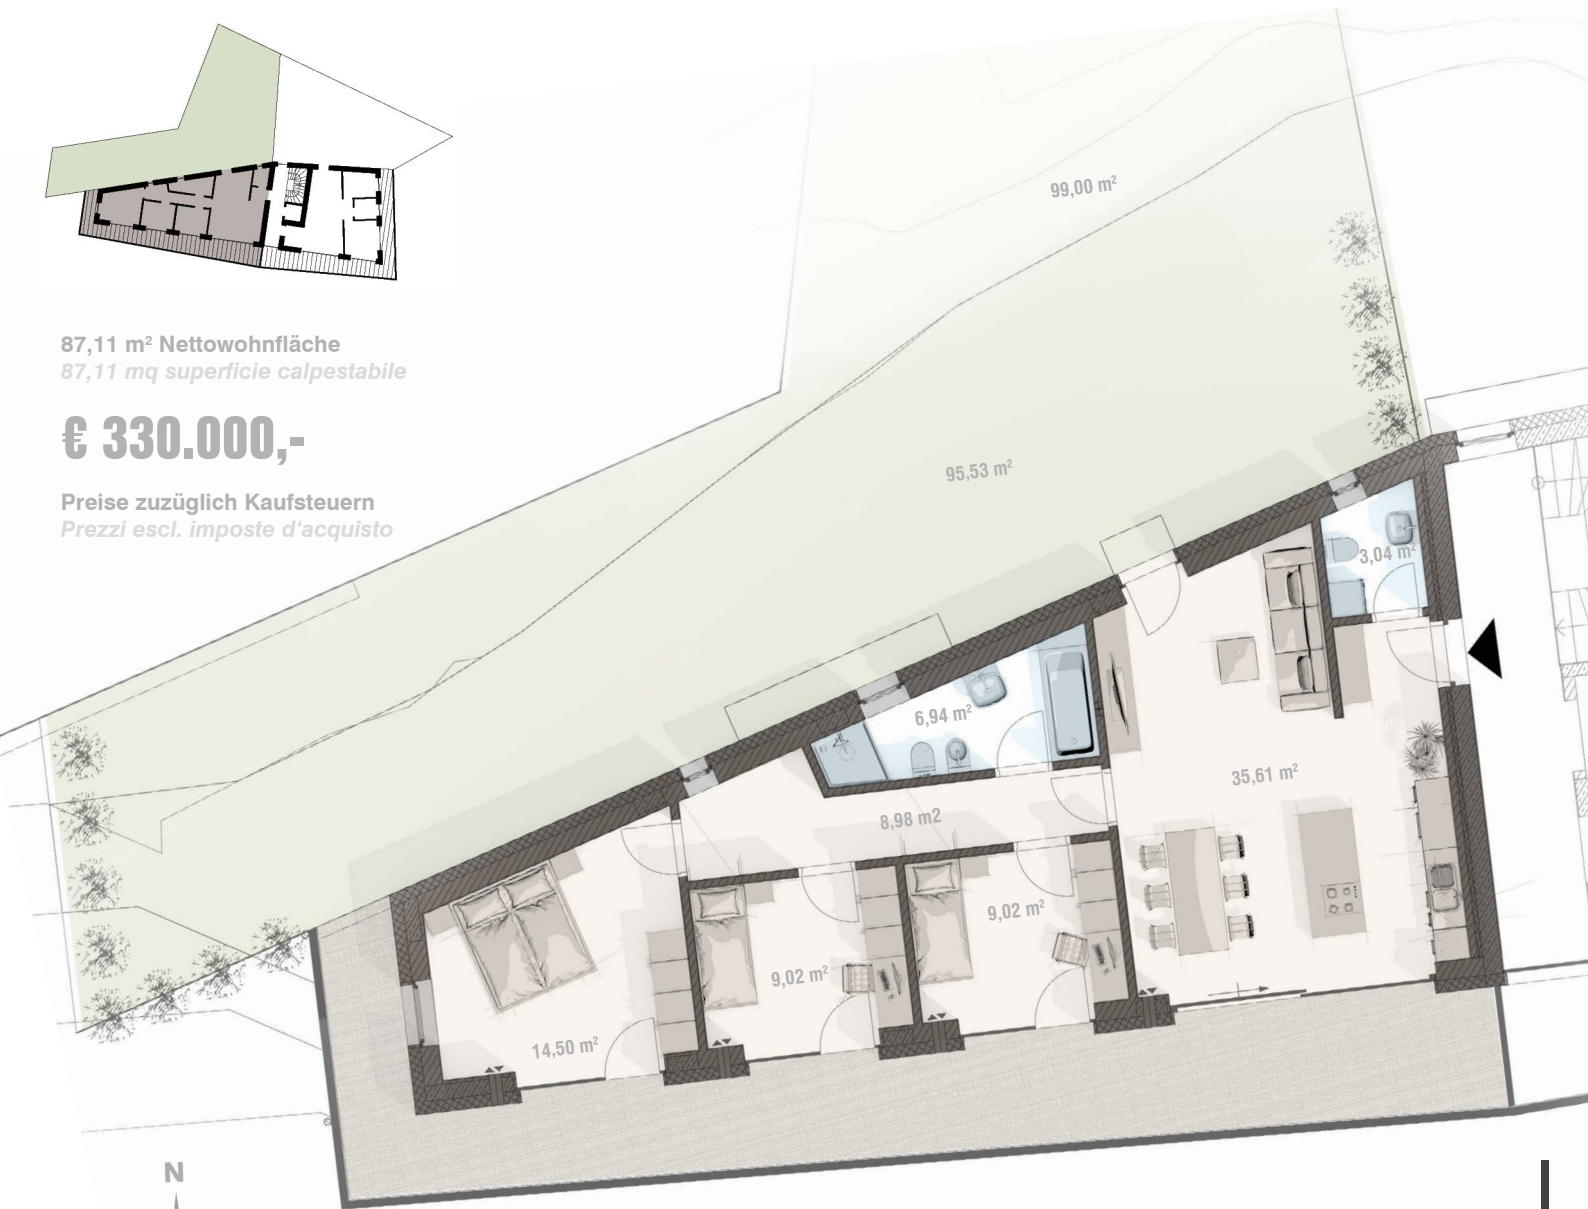 99,00 m²
87,11 m² Nettowohnfläche
87,11 mq superficie calpestabile
€ 330.000,-
Preise zuzüglich Kaufsteuern
Prezzi escl. imposte d‘acquisto
95,53 m²
3,04 m²
6,94 m²
35,61 m²
8,98 m2
9,02 m²
9,02 m²
14,50 m²
N